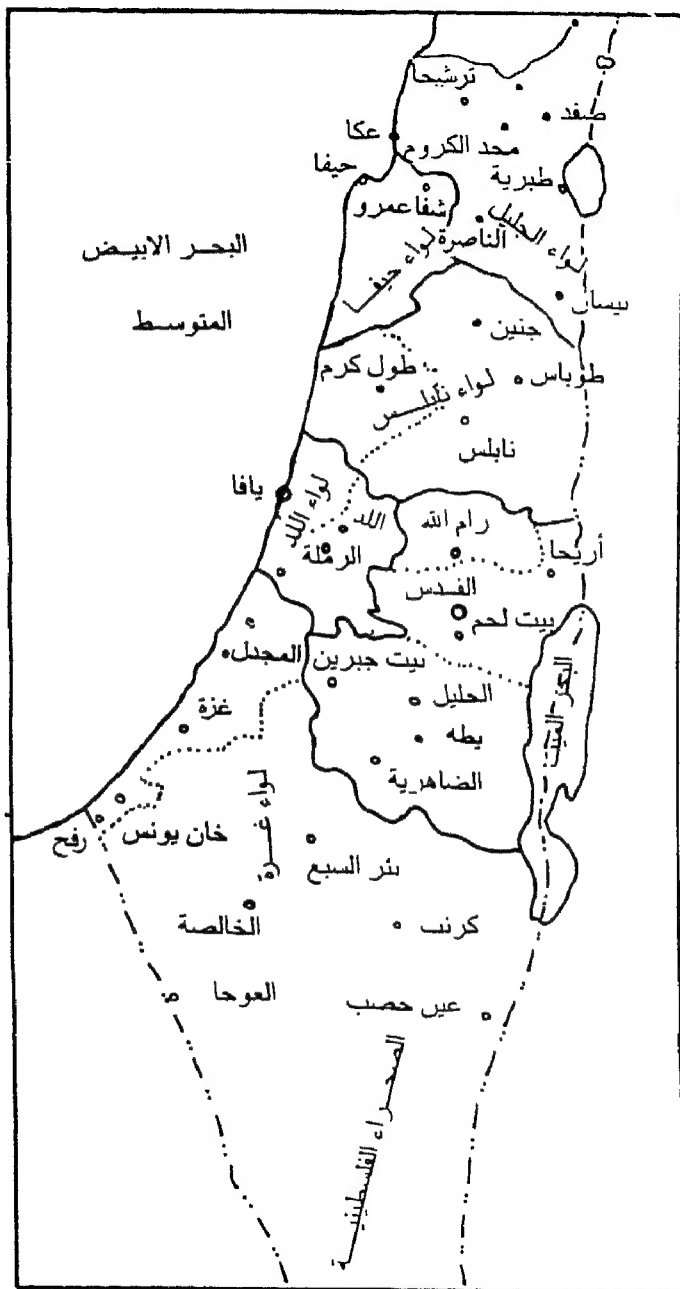 ترشيحا
صفد
عكا
مجد الكروم
حيفا
طبرية
شفا عمرو
الناصرة
لواء الجليل
لواء حيفا
البحر الابيض
المتوسط
بيسان
جنين
طول كرم
طوباس
لواء نابلس
نابلس
يافا
لواء اللد
اللد
رام الله
الرملة
أريحا
القدس
بيت لحم
المجدل
بيت جبرين
البحر الميت
الخليل
غزة
يطه
الضاهرية
لواء غزة
خان يونس
رفح
بئر السبع
الخالصة
كرنب
العوجا
عين حصب
الصحراء الفلسطينية